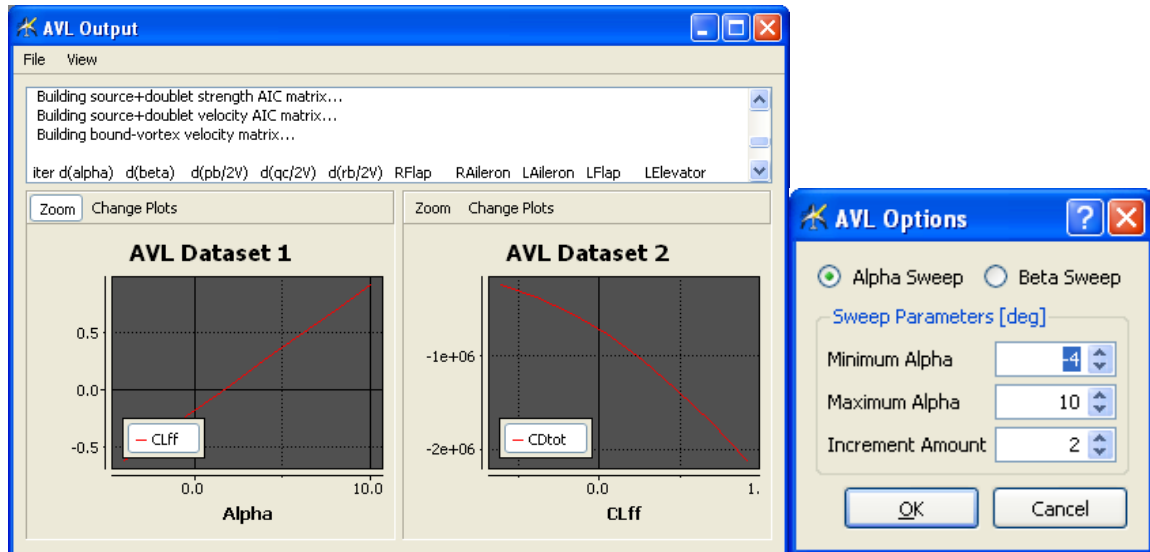 AVL Output
File View
Building source+doublet strength AIC matrix...
Building source+doublet velocity AIC matrix...
Building bound-vortex velocity matrix...
iter d(alpha) d(beta) d(pb/2V) d(qc/2V) d(rb/2V) RFlap RAileron LAileron LFlap LElevator
Zoom Change Plots
AVL Dataset 1
0.5
0.0
-0.5
CLff
0.0 10.0
Alpha
Zoom Change Plots
AVL Dataset 2
-1e+06
-2e+06
CDtot
0.0 1.
CLff
AVL Options
Alpha Sweep Beta Sweep
Sweep Parameters [deg]
Minimum Alpha -4
Maximum Alpha 10
Increment Amount 2
OK Cancel